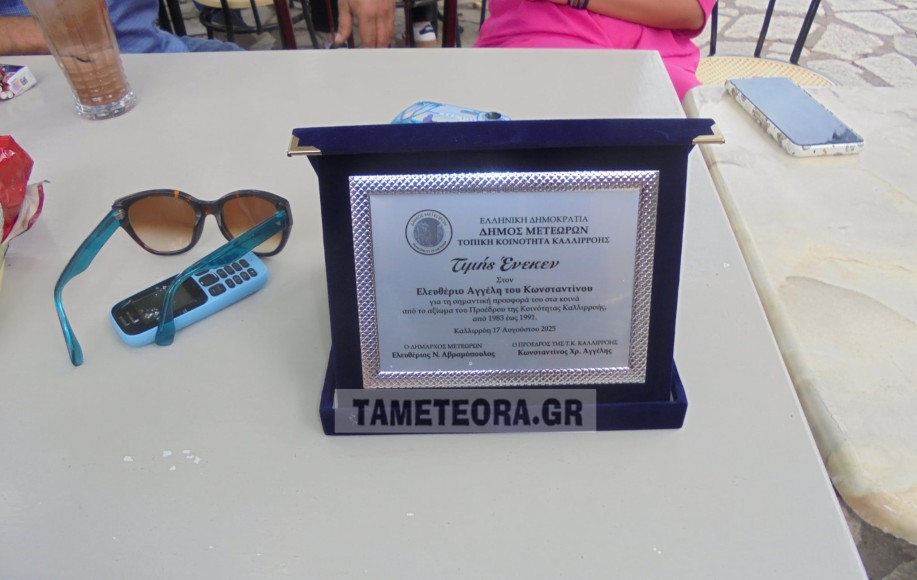 ΕΛΛΗΝΙΚΗ ΔΗΜΟΚΡΑΤΙΑ
ΔΗΜΟΣ ΜΕΤΕΩΡΩΝ
ΤΟΠΙΚΗ ΚΟΙΝΟΤΗΤΑ ΚΑΛΛΙΡΡΟΗΣ
Τιμής Ενεκεν
Στον
Ελευθέριο Αγγέλη του Κωνσταντίνου
για τη σημαντική προσφορά του στα κοινά
από το αξίωμα του Προέδρου της Κοινότητας Καλλιρροής,
από 1983 έως 1991.
Καλλιρρόη 17 Αυγούστου 2025
Ο ΔΗΜΑΡΧΟΣ ΜΕΤΕΩΡΩΝ
Ελευθέριος Ν. Αβραμόπουλος
Ο ΠΡΟΕΔΡΟΣ ΤΗΣ Τ.Κ. ΚΑΛΛΙΡΡΟΗΣ
Κωνσταντίνος Χρ. Αγγέλης
TAMETEORA.GR